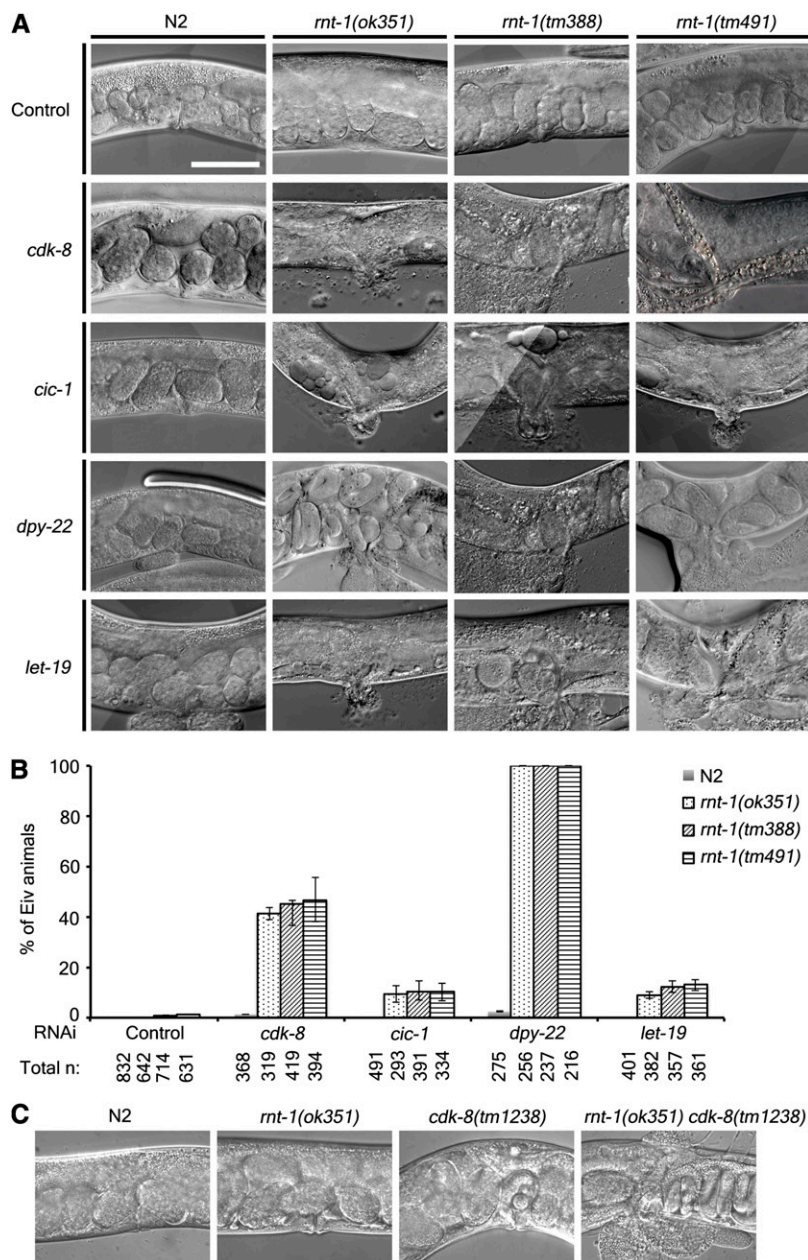 A
N2 rnt-1(ok351) rnt-1(tm388) rnt-1(tm491)
Control
cdk-8
cic-1
dpy-22
let-19
B
% of Eiv animals
100
80
60
40
20
0
N2
rnt-1(ok351)
rnt-1(tm388)
rnt-1(tm491)
RNAi Control cdk-8 cic-1 dpy-22 let-19
Total n: 832 642 714 631 368 319 419 394 491 293 391 334 275 256 237 216 401 382 357 361
C
N2 rnt-1(ok351) cdk-8(tm1238) rnt-1(ok351) cdk-8(tm1238)